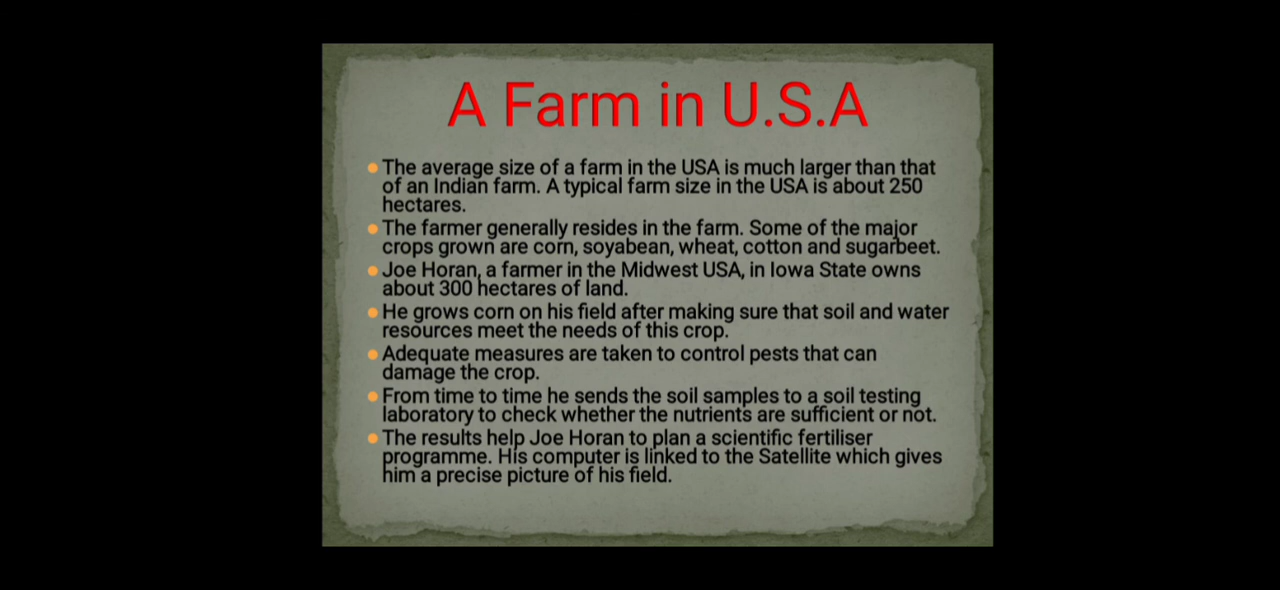 A Farm in U.S.A
The average size of a farm in the USA is much larger than that
of an Indian farm. A typical farm size in the USA is about 250
hectares.
The farmer generally resides in the farm. Some of the major
crops grown are corn, soyabean, wheat, cotton and sugarbeet.
Joe Horan, a farmer in the Midwest USA, in Iowa State owns
about 300 hectares of land.
He grows corn on his field after making sure that soil and water
resources meet the needs of this crop.
Adequate measures are taken to control pests that can
damage the crop.
From time to time he sends the soil samples to a soil testing
laboratory to check whether the nutrients are sufficient or not.
The results help Joe Horan to plan a scientific fertiliser
programme. His computer is linked to the Satellite which gives
him a precise picture of his field.